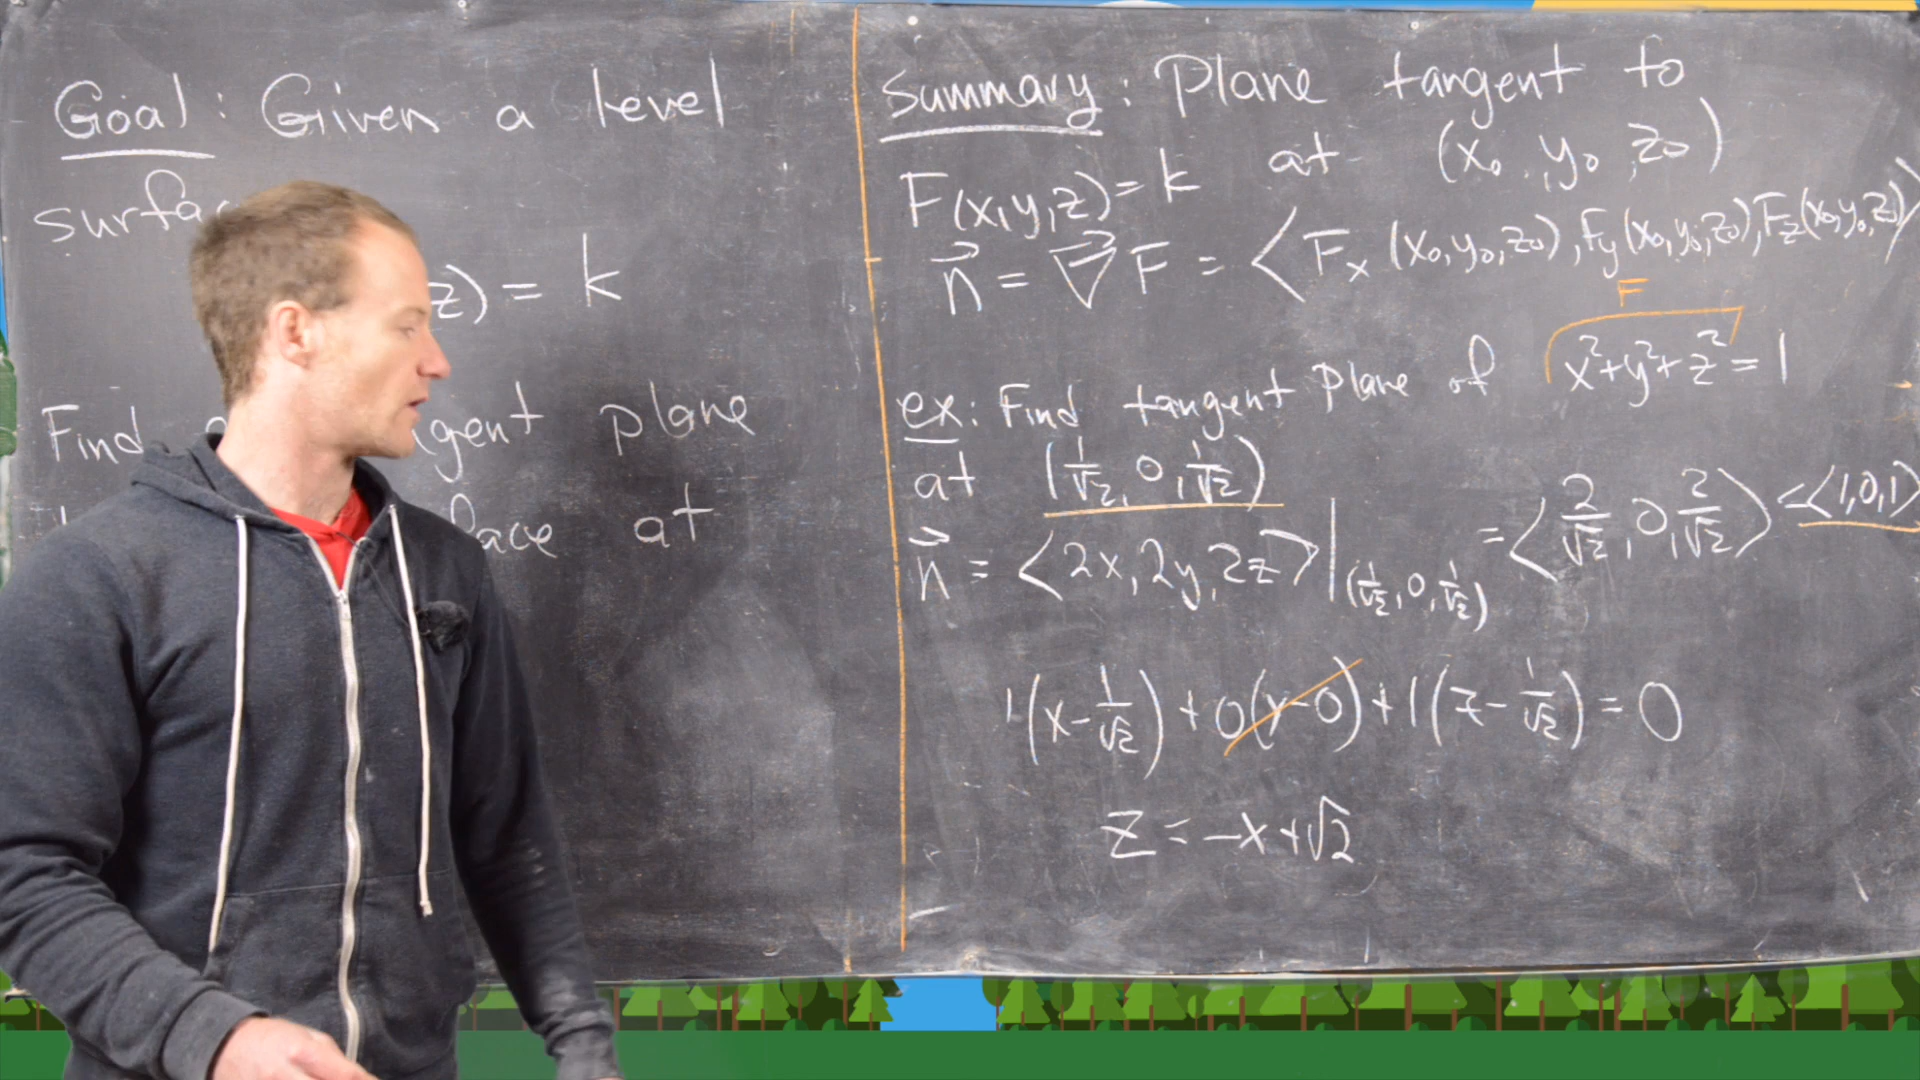 Goal: Given a level
surfac
z) = k
Find
gent plane
face at
Summary: Plane tangent to
F(x,y,z) = k at (x₀, y₀, z₀)
n⃗ = ∇⃗F = ⟨F_x(x₀,y₀,z₀), F_y(x₀,y₀,z₀), F_z(x₀,y₀,z₀)⟩
F
ex: Find tangent plane of x²+y²+z² = 1
at (1/√2, 0, 1/√2)
n⃗ = ⟨2x, 2y, 2z⟩|(1/√2, 0, 1/√2) = ⟨2/√2, 0, 2/√2⟩ = ⟨1,0,1⟩
1(x - 1/√2) + 0(y-0) + 1(z - 1/√2) = 0
z = -x+√2